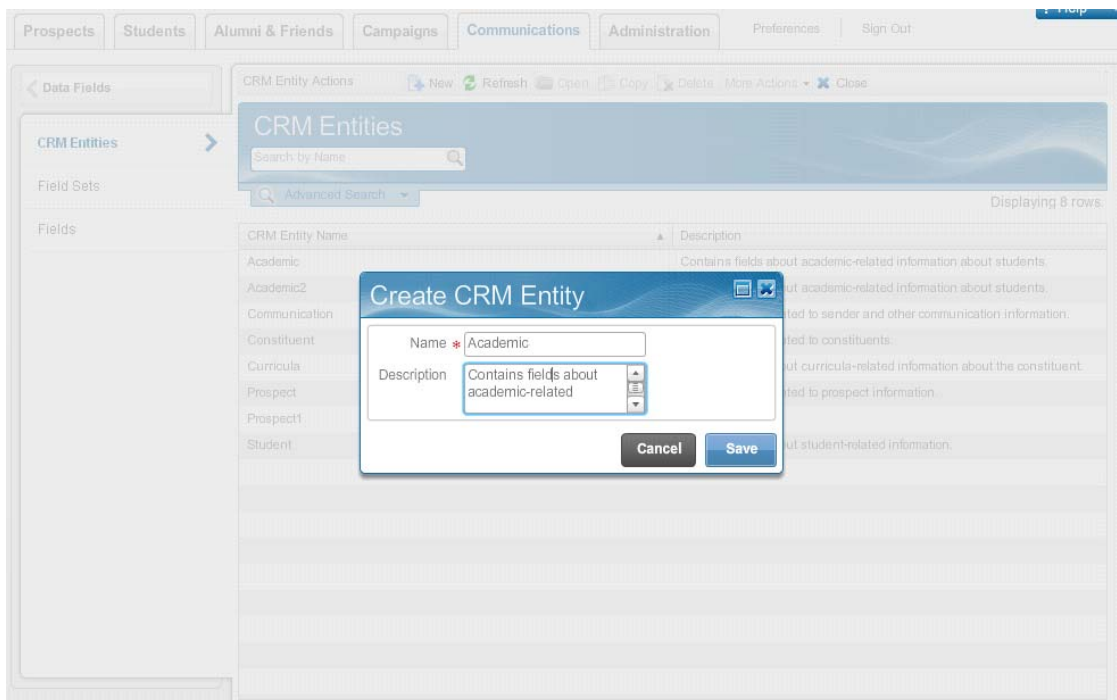 ? Help
Prospects Students Alumni & Friends Campaigns Communications Administration Preferences Sign Out
Data Fields
CRM Entities
Field Sets
Fields
CRM Entity Actions New Refresh Open Copy Delete More Actions Close
CRM Entities
Search by Name
Advanced Search
Displaying 8 rows.
CRM Entity Name Description
Academic Contains fields about academic-related information about students.
Academic2 out academic-related information about students.
Communication ted to sender and other communication information.
Constituent ted to constituents.
Curricula out curricula-related information about the constituent.
Prospect ted to prospect information.
Prospect1
Student out student-related information.
Create CRM Entity
Name * Academic
Description Contains fields about
academic-related
Cancel Save